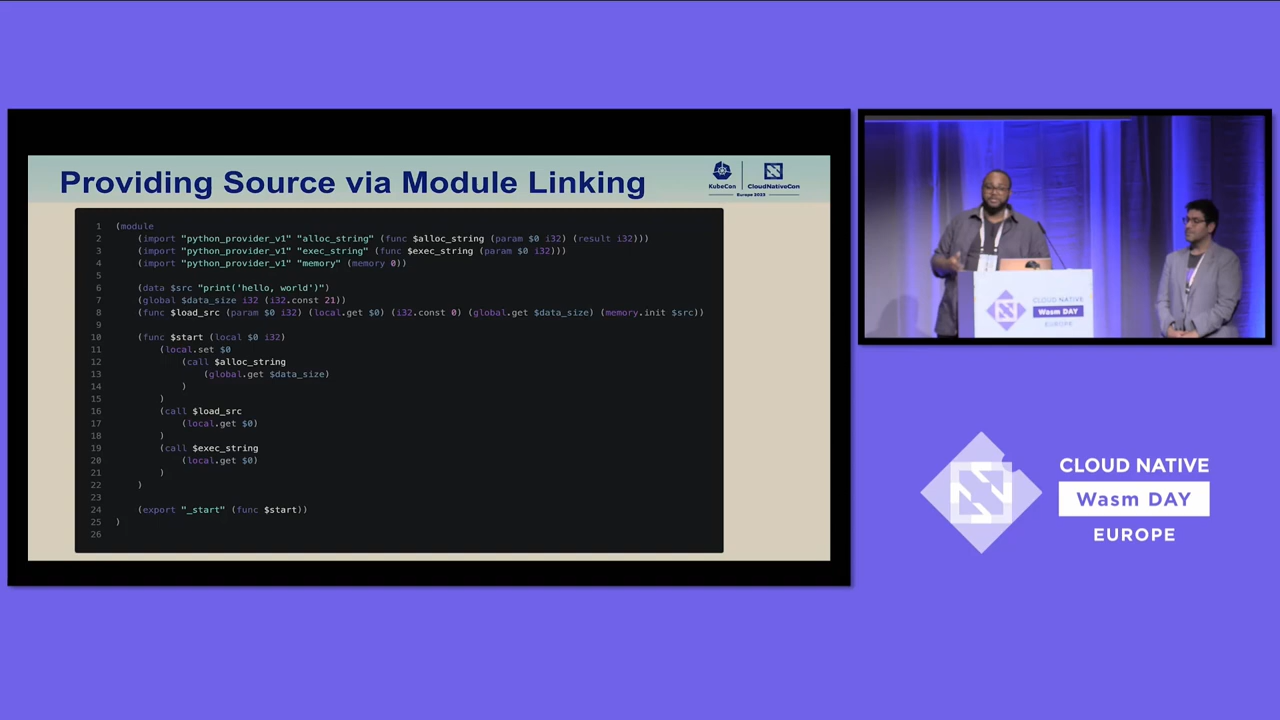 Providing Source via Module Linking
KubeCon
CloudNativeCon
Europe 2023
1 (module
2 (import "python_provider_v1" "alloc_string" (func $alloc_string (param $0 i32) (result i32)))
3 (import "python_provider_v1" "exec_string" (func $exec_string (param $0 i32)))
4 (import "python_provider_v1" "memory" (memory 0))
5
6 (data $src "print('hello, world')")
7 (global $data_size i32 (i32.const 21))
8 (func $load_src (param $0 i32) (local.get $0) (i32.const 0) (global.get $data_size) (memory.init $src))
9
10 (func $start (local $0 i32)
11 (local.set $0
12 (call $alloc_string
13 (global.get $data_size)
14 )
15 )
16 (call $load_src
17 (local.get $0)
18 )
19 (call $exec_string
20 (local.get $0)
21 )
22 )
23
24 (export "_start" (func $start))
25 )
26
CLOUD NATIVE
Wasm DAY
EUROPE
CLOUD NATIVE
Wasm DAY
EUROPE